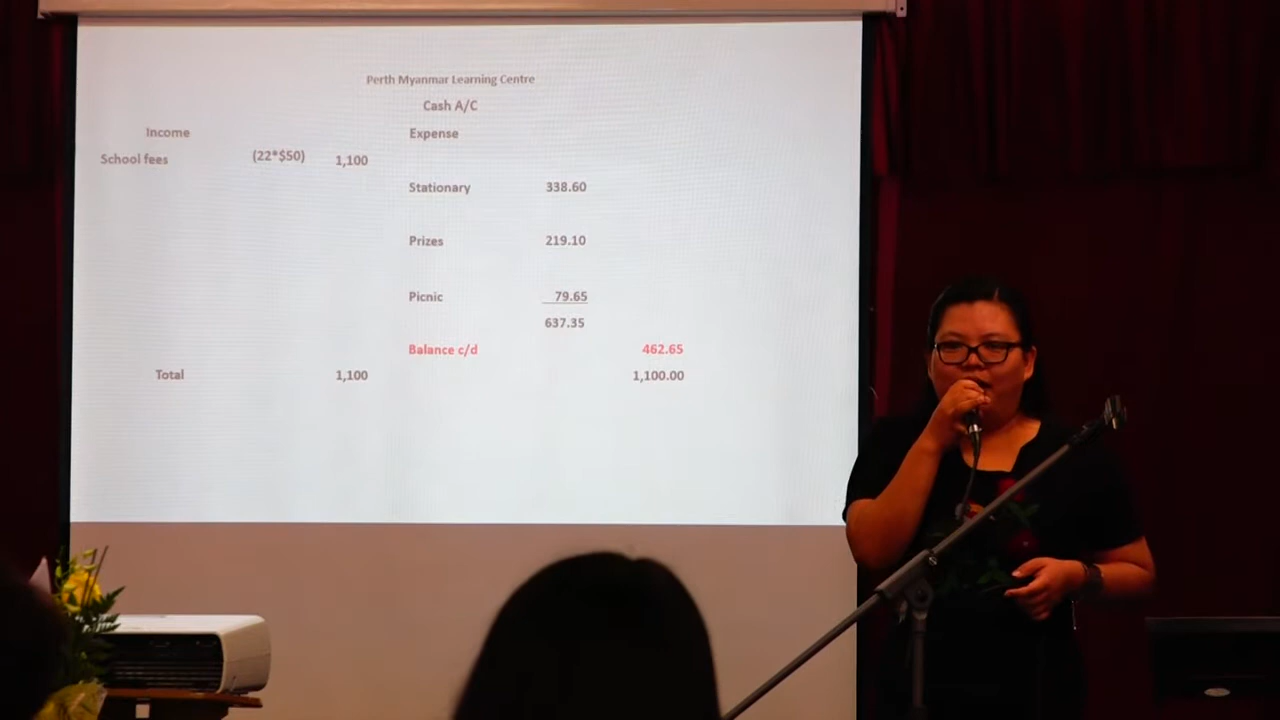 Perth Myanmar Learning Centre
Cash A/C
Income Expense
School fees (22*$50) 1,100
Stationary 338.60
Prizes 219.10
Picnic 79.65
637.35
Balance c/d 462.65
Total 1,100 1,100.00